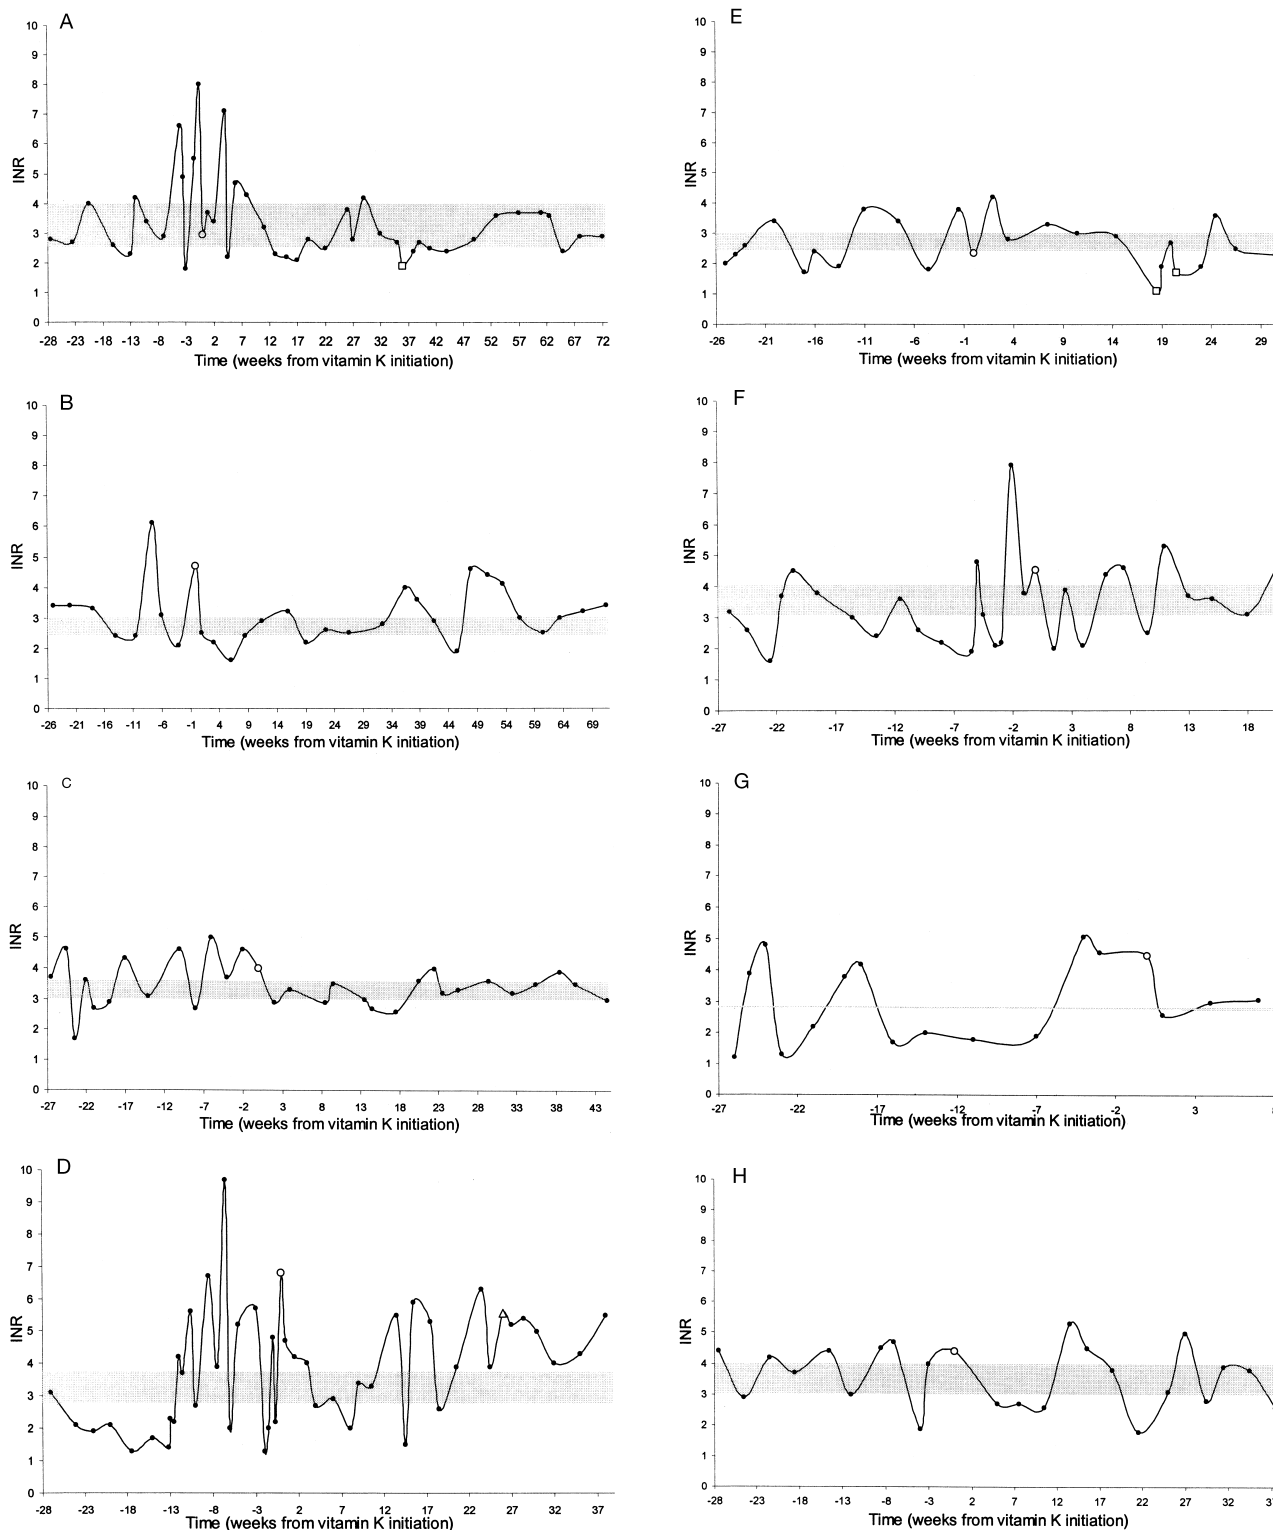 A
10
9
8
7
6
5
4
3
2
1
0
INR
-28 -23 -18 -13 -8 -3 2 7 12 17 22 27 32 37 42 47 52 57 62 67 72
Time (weeks from vitamin K initiation)
B
10
9
8
7
6
5
4
3
2
1
0
INR
-26 -21 -16 -11 -6 -1 4 9 14 19 24 29 34 39 44 49 54 59 64 69
Time (weeks from vitamin K initiation)
C
10
9
8
7
6
5
4
3
2
1
0
INR
-27 -22 -17 -12 -7 -2 3 8 13 18 23 28 33 38 43
Time (weeks from vitamin K initiation)
D
10
9
8
7
6
5
4
3
2
1
0
INR
-28 -23 -18 -13 -8 -3 2 7 12 17 22 27 32 37
Time (weeks from vitamin K initiation)
E
10
9
8
7
6
5
4
3
2
1
0
INR
-26 -21 -16 -11 -6 -1 4 9 14 19 24 29
Time (weeks from vitamin K initiation)
F
10
9
8
7
6
5
4
3
2
1
0
INR
-27 -22 -17 -12 -7 -2 3 8 13 18
Time (weeks from vitamin K initiation)
G
10
9
8
7
6
5
4
3
2
1
0
INR
-27 -22 -17 -12 -7 -2 3
Time (weeks from vitamin K initiation)
H
10
9
8
7
6
5
4
3
2
1
0
INR
-28 -23 -18 -13 -8 -3 2 7 12 17 22 27 32
Time (weeks from vitamin K initiation)